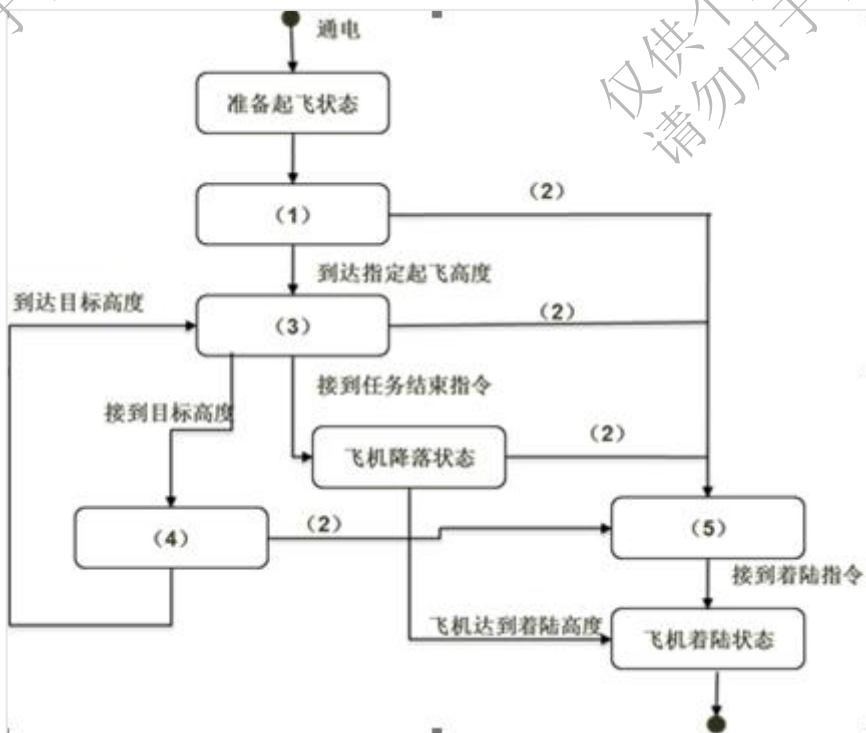 通电
准备起飞状态
(2)
(1)
到达指定起飞高度
到达目标高度
(2)
(3)
接到任务结束指令
接到目标高度
(2)
飞机降落状态
(2)
(4)
(5)
接到着陆指令
飞机达到着陆高度
飞机着陆状态
仅供个
请勿用于